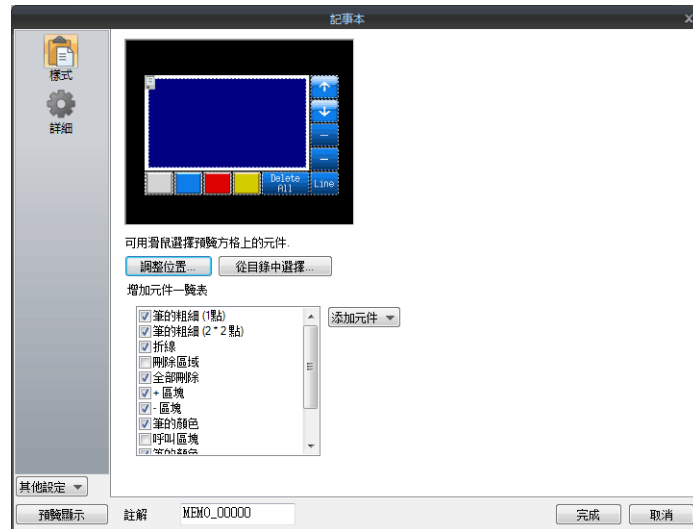 記事本
樣式
詳細
Delete
All
Line
可用滑鼠選擇預覽方格上的元件.
調整位置...
從目錄中選擇...
增加元件一覽表
筆的粗細 (1點)
筆的粗細 (2*2點)
折線
刪除區域
全部刪除
+ 區塊
- 區塊
筆的顏色
呼叫區塊
筆的顏色
添加元件
其他設定
預覽顯示
註解
MEMO_00000
完成
取消